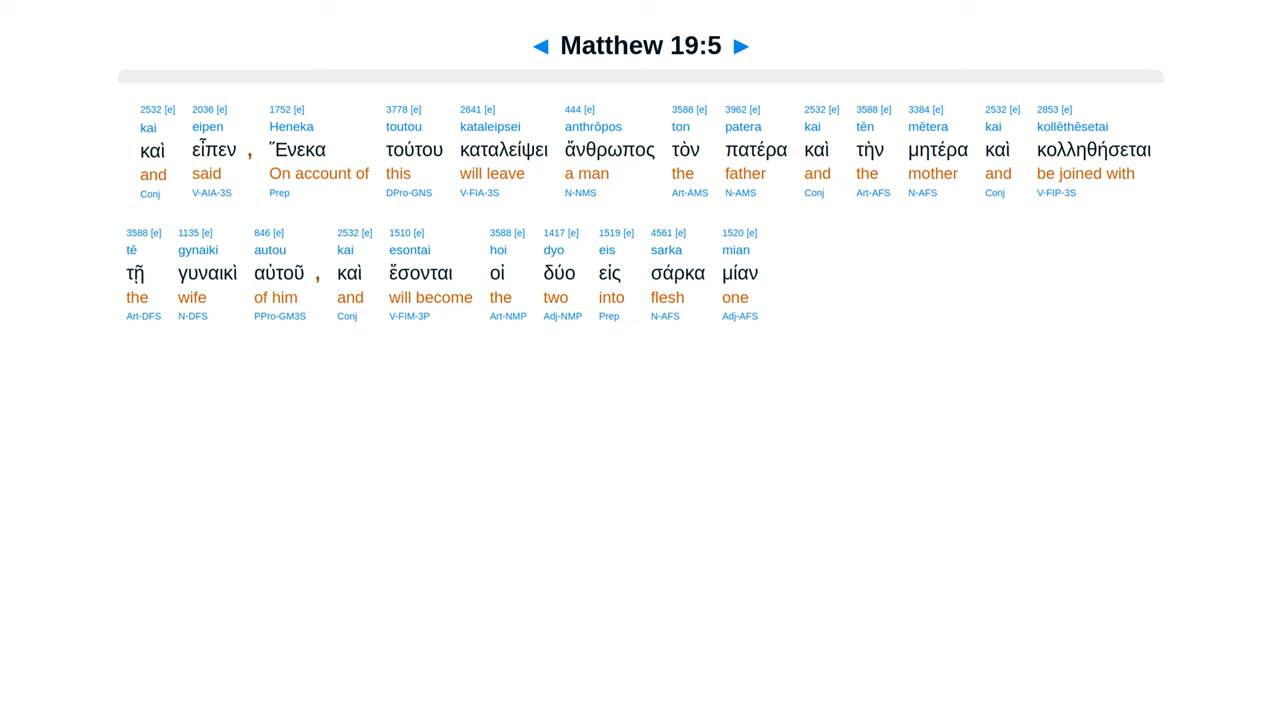 ◄ Matthew 19:5 ►
2532 [e] 2036 [e] 1752 [e] 3778 [e] 2641 [e] 444 [e] 3588 [e] 3962 [e] 2532 [e] 3588 [e] 3384 [e] 2532 [e] 2853 [e]
kai eipen Heneka toutou kataleipsei anthrōpos ton patera kai tēn mētera kai kollēthēsetai
καὶ εἶπεν , Ἕνεκα τούτου καταλείψει ἄνθρωπος τὸν πατέρα καὶ τὴν μητέρα καὶ κολληθήσεται
and said On account of this will leave a man the father and the mother and be joined with
Conj V-AIA-3S Prep DPro-GNS V-FIA-3S N-NMS Art-AMS N-AMS Conj Art-AFS N-AFS Conj V-FIP-3S
3588 [e] 1135 [e] 846 [e] 2532 [e] 1510 [e] 3588 [e] 1417 [e] 1519 [e] 4561 [e] 1520 [e]
tē gynaiki autou kai esontai hoi dyo eis sarka mian
τῇ γυναικὶ αὐτοῦ , καὶ ἔσονται οἱ δύο εἰς σάρκα μίαν
the wife of him and will become the two into flesh one
Art-DFS N-DFS PPro-GM3S Conj V-FIM-3P Art-NMP Adj-NMP Prep N-AFS Adj-AFS